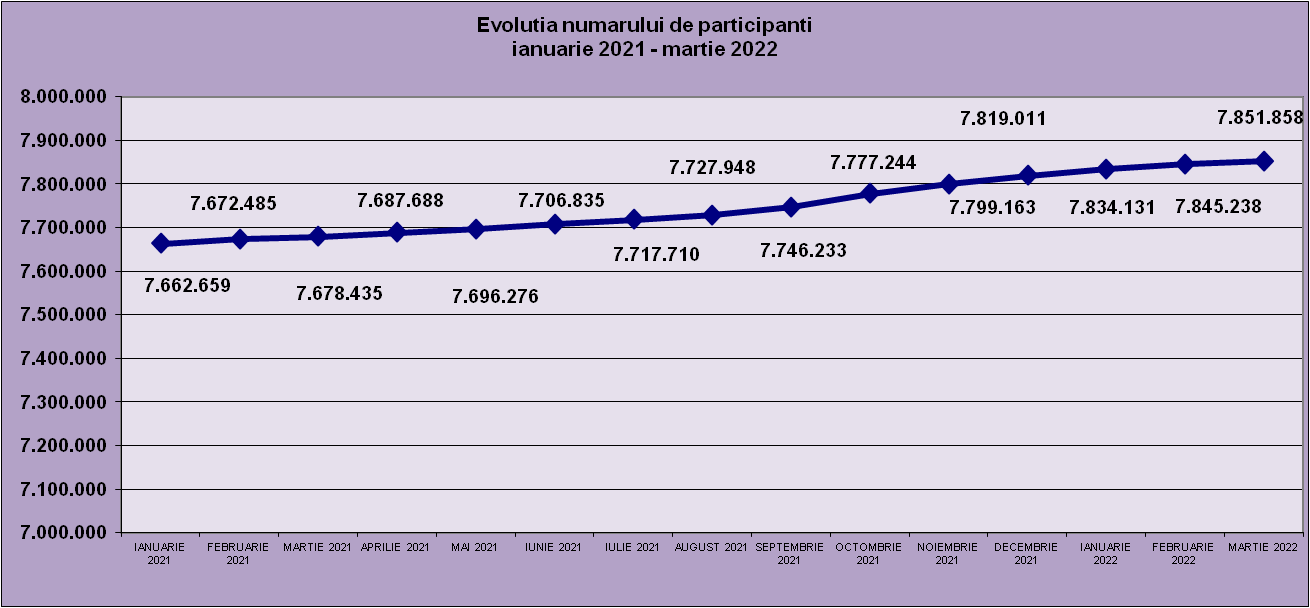 Evolutia numarului de participanti
ianuarie 2021 - martie 2022
8.000.000
7.900.000
7.800.000
7.700.000
7.600.000
7.500.000
7.400.000
7.300.000
7.200.000
7.100.000
7.000.000
7.662.659
7.672.485
7.678.435
7.687.688
7.696.276
7.706.835
7.717.710
7.727.948
7.746.233
7.777.244
7.799.163
7.819.011
7.834.131
7.845.238
7.851.858
IANUARIE
2021
FEBRUARIE
2021
MARTIE 2021
APRILIE 2021
MAI 2021
IUNIE 2021
IULIE 2021
AUGUST 2021
SEPTEMBRIE
2021
OCTOMBRIE
2021
NOIEMBRIE
2021
DECEMBRIE
2021
IANUARIE
2022
FEBRUARIE
2022
MARTIE 2022